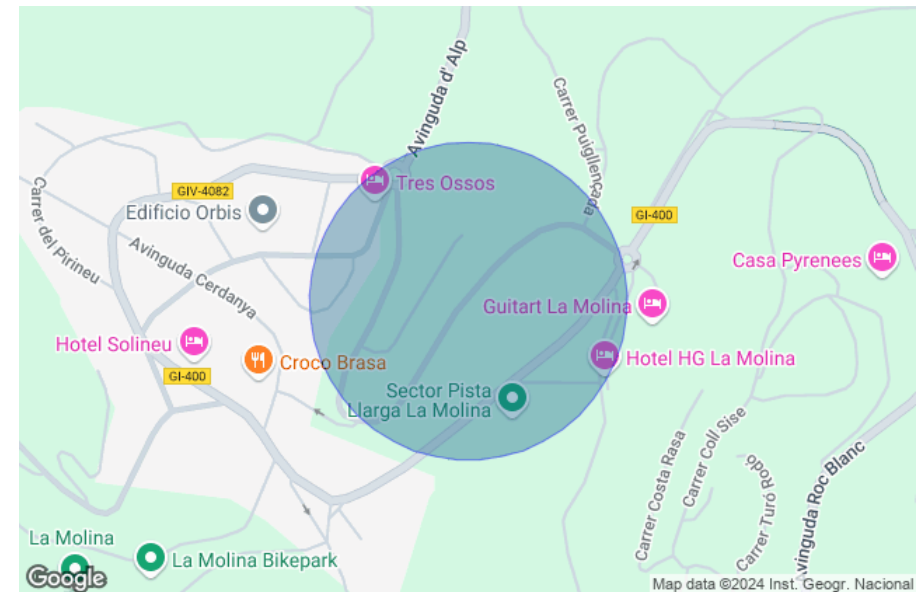 Avinguda d'Alp
Carrer Puigllençada
Tres Ossos
GIV-4082
Edificio Orbis
GI-400
Carrer del Pirineu
Avinguda Cerdanya
Casa Pyrenees
Guitart La Molina
Hotel Solineu
Croco Brasa
Hotel HG La Molina
GI-400
Sector Pista
Llarga La Molina
Carrer Costa Rasa
Carrer Coll Sisé
Carrer Turó Rodó
Avinguda Roc Blanc
La Molina
La Molina Bikepark
Google
Map data ©2024 Inst. Geogr. Nacional